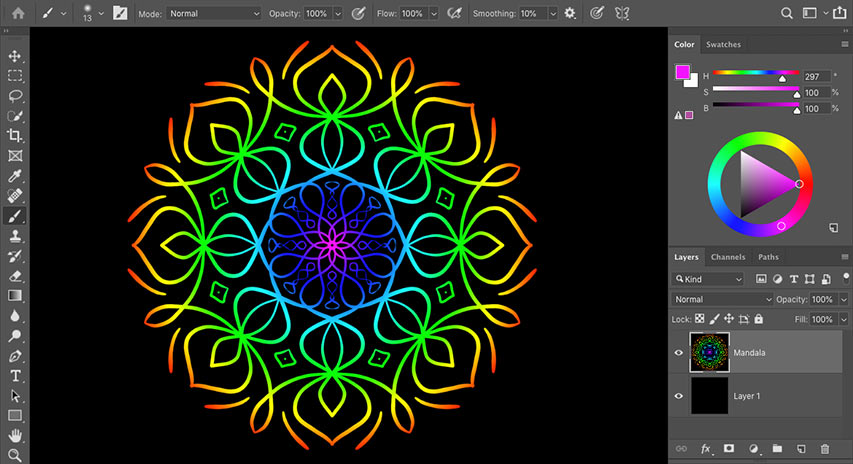 Mode: Normal Opacity: 100% Flow: 100% Smoothing: 10%
13
Color Swatches
H 297 °
S 100 %
B 100 %
Layers Channels Paths
Kind T
Normal Opacity: 100%
Lock: Fill: 100%
Mandala
Layer 1
fx
T